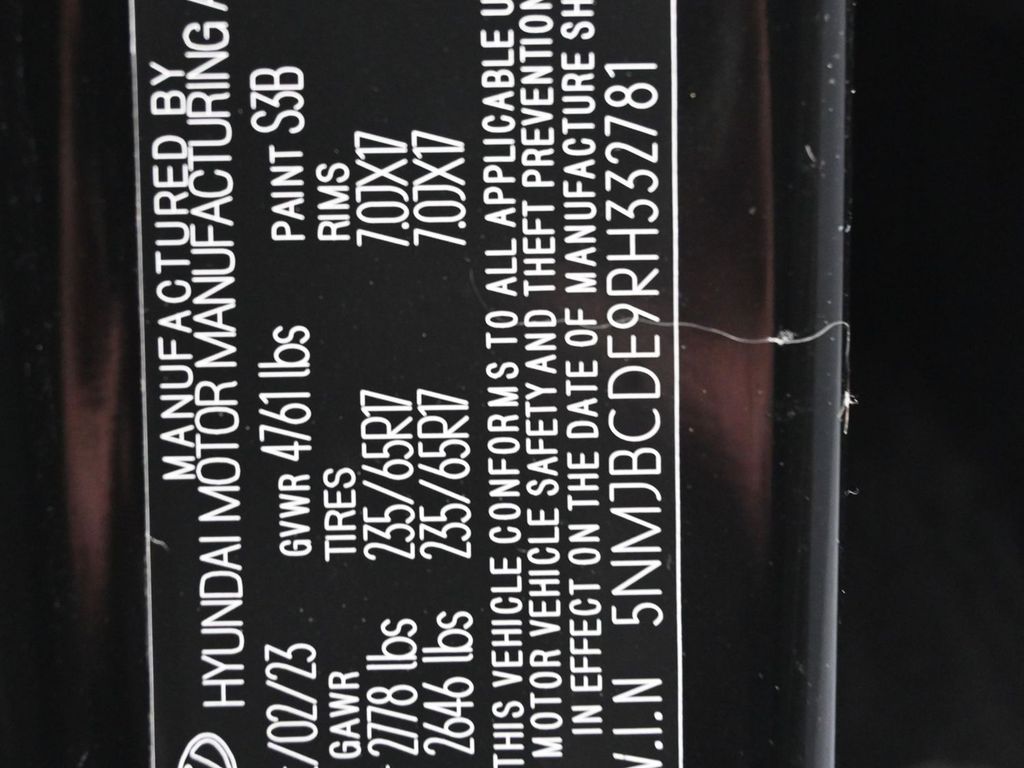 MANUFACTURED BY
HYUNDAI MOTOR MANUFACTURING
/02/23 GVWR 4761 lbs PAINT S3B
GAWR TIRES RIMS
2778 lbs 235/65R17 7.0JX17
2646 lbs 235/65R17 7.0JX17
THIS VEHICLE CONFORMS TO ALL APPLICABLE U
MOTOR VEHICLE SAFETY AND THEFT PREVENTION
IN EFFECT ON THE DATE OF MANUFACTURE SH
V.I.N 5NMJBCDE9RH332781